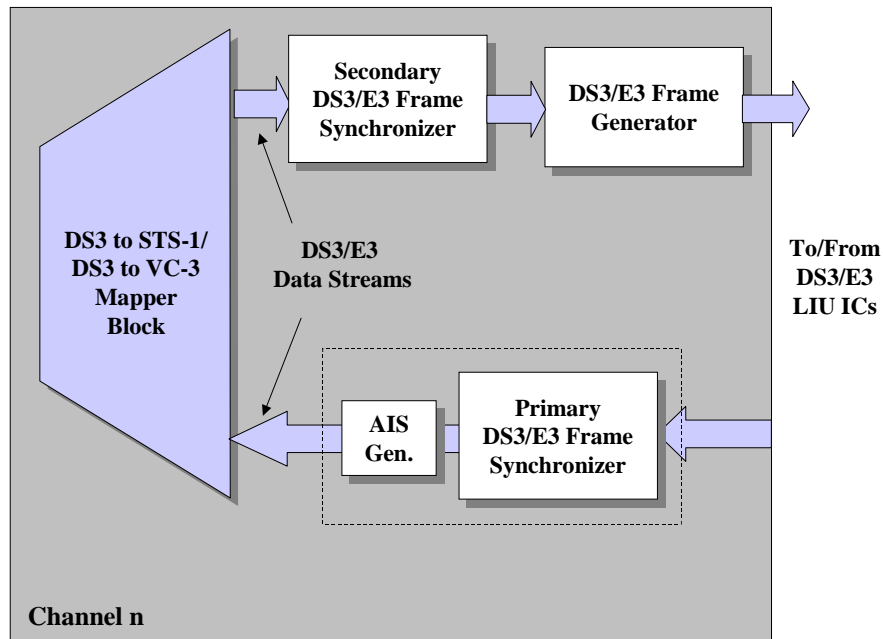 Secondary
DS3/E3 Frame
Synchronizer
DS3/E3 Frame
Generator
DS3 to STS-1/
DS3 to VC-3
Mapper
Block
DS3/E3
Data Streams
To/From
DS3/E3
LIU ICs
AIS
Gen.
Primary
DS3/E3 Frame
Synchronizer
Channel n